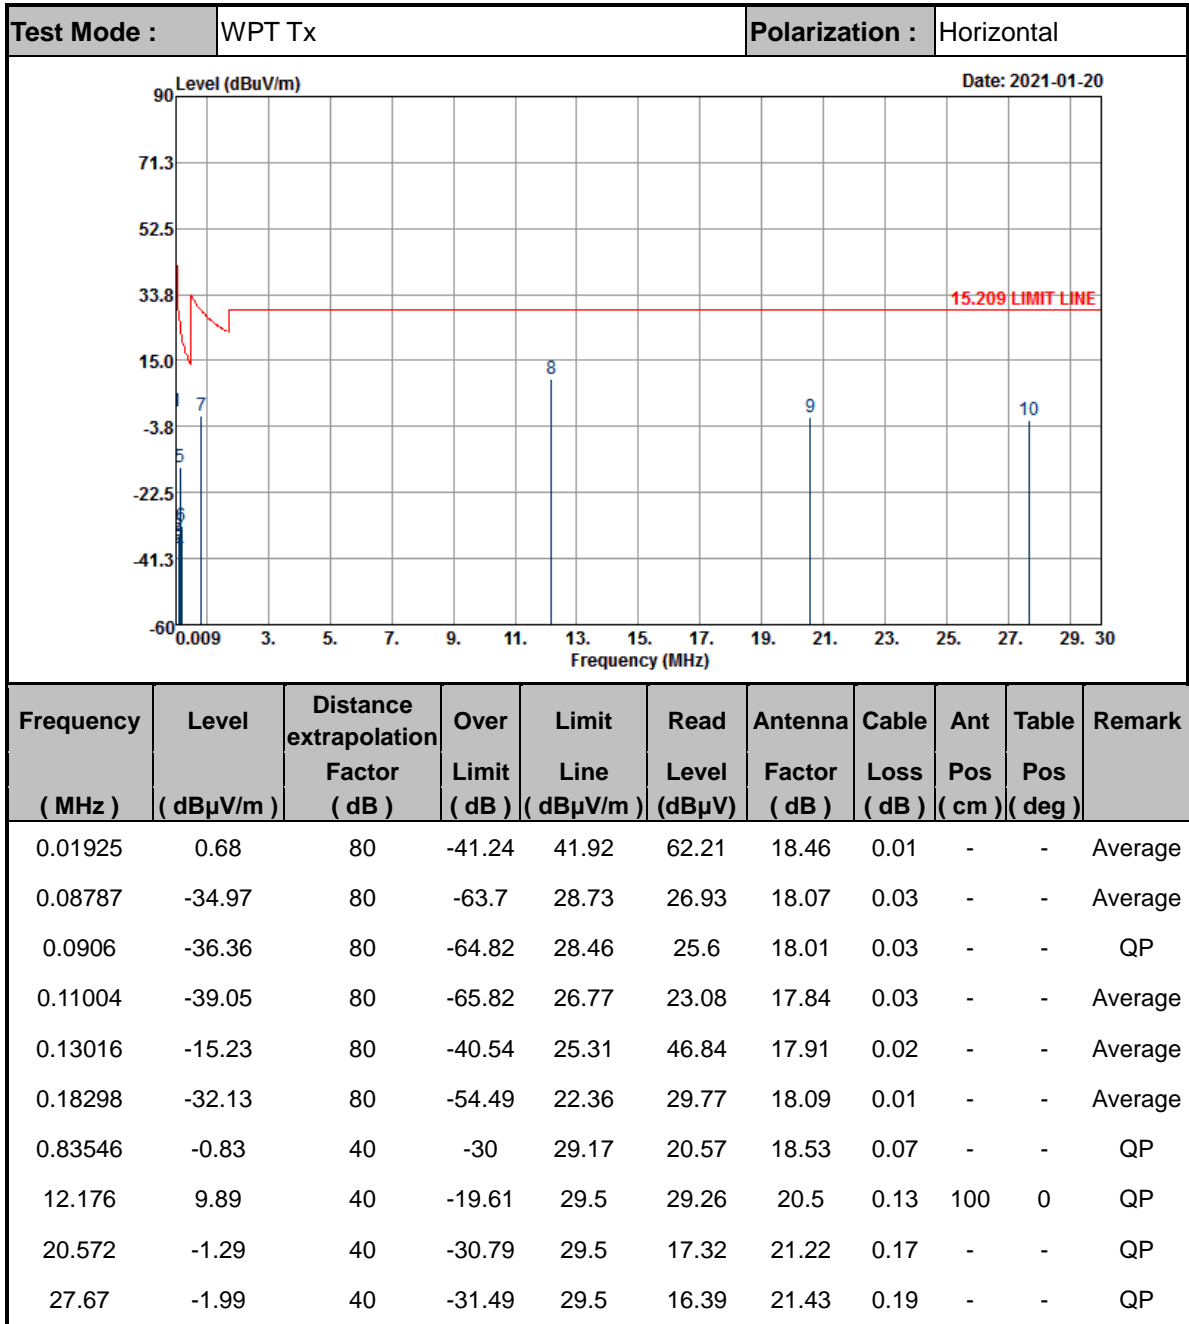 Test Mode : WPT Tx Polarization : Horizontal
Level (dBuV/m) Date: 2021-01-20
90
71.3
52.5
33.8
15.209 LIMIT LINE
15.0
8
7
9
10
-3.8
5
-22.5
6
-41.3
-60
0.009 3. 5. 7. 9. 11. 13. 15. 17. 19. 21. 23. 25. 27. 29. 30
Frequency (MHz)
Frequency Level Distance extrapolation Over Limit Read Antenna Cable Ant Table Remark
Factor Limit Line Level Factor Loss Pos Pos
( MHz ) ( dBµV/m ) ( dB ) ( dB ) ( dBµV/m ) (dBµV) ( dB ) ( dB ) ( cm ) ( deg )
0.01925 0.68 80 -41.24 41.92 62.21 18.46 0.01 - - Average
0.08787 -34.97 80 -63.7 28.73 26.93 18.07 0.03 - - Average
0.0906 -36.36 80 -64.82 28.46 25.6 18.01 0.03 - - QP
0.11004 -39.05 80 -65.82 26.77 23.08 17.84 0.03 - - Average
0.13016 -15.23 80 -40.54 25.31 46.84 17.91 0.02 - - Average
0.18298 -32.13 80 -54.49 22.36 29.77 18.09 0.01 - - Average
0.83546 -0.83 40 -30 29.17 20.57 18.53 0.07 - - QP
12.176 9.89 40 -19.61 29.5 29.26 20.5 0.13 100 0 QP
20.572 -1.29 40 -30.79 29.5 17.32 21.22 0.17 - - QP
27.67 -1.99 40 -31.49 29.5 16.39 21.43 0.19 - - QP